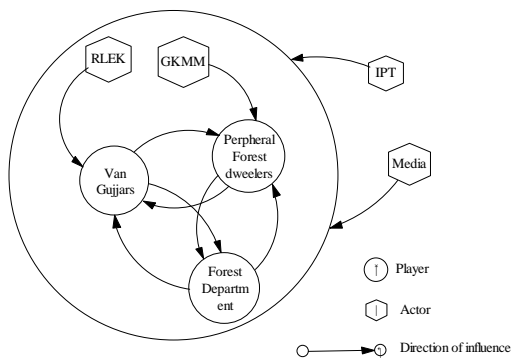 RLEK
GKMM
IPT
Perpheral
Forest
dweelers
Media
Van
Gujjars
Forest
Departm
ent
Player
Actor
Direction of influence